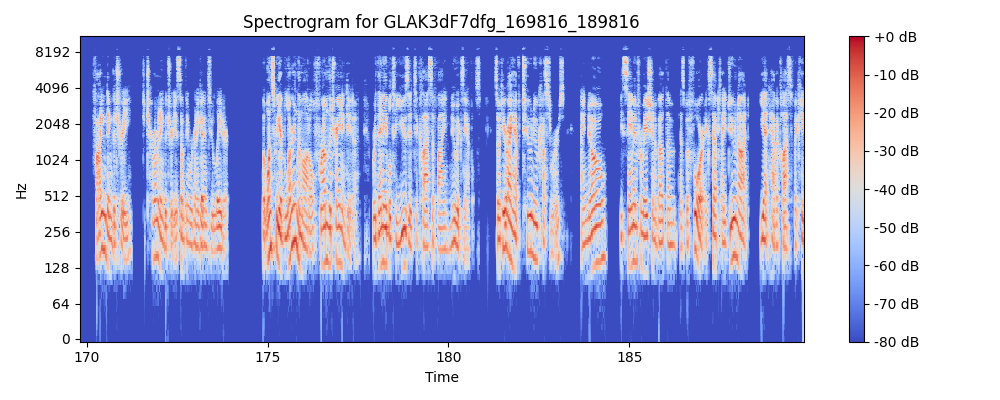 Spectrogram for GLAK3dF7dfg_169816_189816
Hz
8192
4096
2048
1024
512
256
128
64
0
170
175
180
185
Time
+0 dB
-10 dB
-20 dB
-30 dB
-40 dB
-50 dB
-60 dB
-70 dB
-80 dB